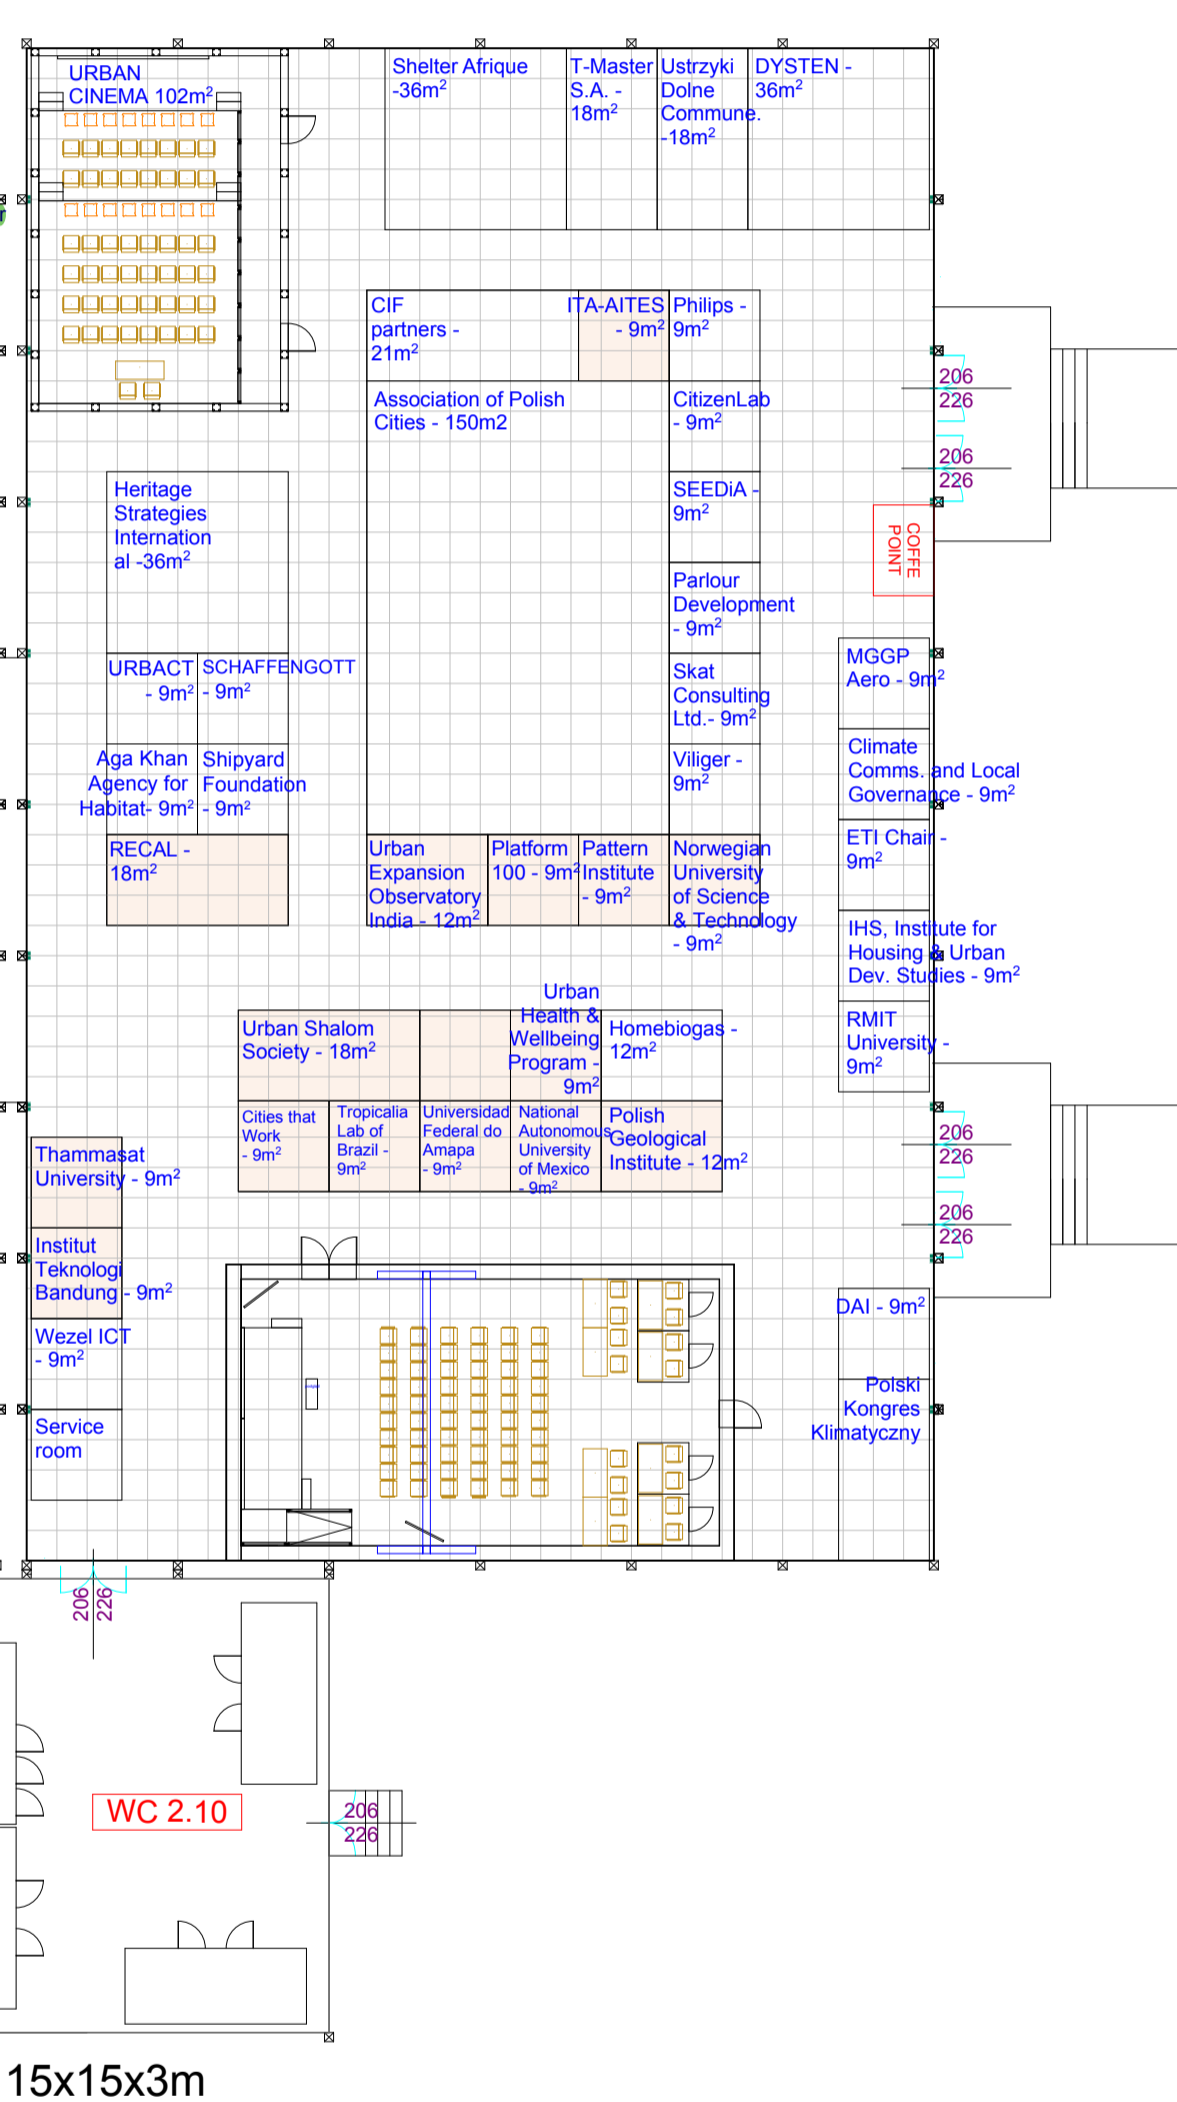 URBAN
CINEMA 102m²
Shelter Afrique
-36m²
T-Master
S.A. -
18m²
Ustrzyki
Dolne
Commune.
-18m²
DYSTEN -
36m²
CIF
partners -
21m²
ITA-AITES
- 9m²
Philips -
9m²
206
226
Association of Polish
Cities - 150m2
CitizenLab
- 9m²
206
226
Heritage
Strategies
Internation
al -36m²
SEEDiA -
9m²
COFFE
POINT
Parlour
Development
- 9m²
URBACT
- 9m²
SCHAFFENGOTT
- 9m²
Skat
Consulting
Ltd.- 9m²
MGGP
Aero - 9m²
Aga Khan
Agency for
Habitat- 9m²
Shipyard
Foundation
- 9m²
Viliger -
9m²
Climate
Comms. and Local
Governance - 9m²
RECAL -
18m²
Urban
Expansion
Observatory
India - 12m²
Platform
100 - 9m²
Pattern
Institute
- 9m²
Norwegian
University
of Science
& Technology
- 9m²
ETI Chair -
9m²
IHS, Institute for
Housing & Urban
Dev. Studies - 9m²
Urban Shalom
Society - 18m²
Urban
Health &
Wellbeing
Program -
9m²
Homebiogas -
12m²
RMIT
University -
9m²
Cities that
Work
- 9m²
Tropicalia
Lab of
Brazil -
9m²
Universidad
Federal do
Amapa
- 9m²
National
Autonomous
University
of Mexico
- 9m²
Polish
Geological
Institute - 12m²
206
226
Thammasat
University - 9m²
206
226
Institut
Teknologi
Bandung - 9m²
DAI - 9m²
Wezel ICT
- 9m²
Polski
Kongres
Klimatyczny
Service
room
206
226
WC 2.10
206
226
15x15x3m